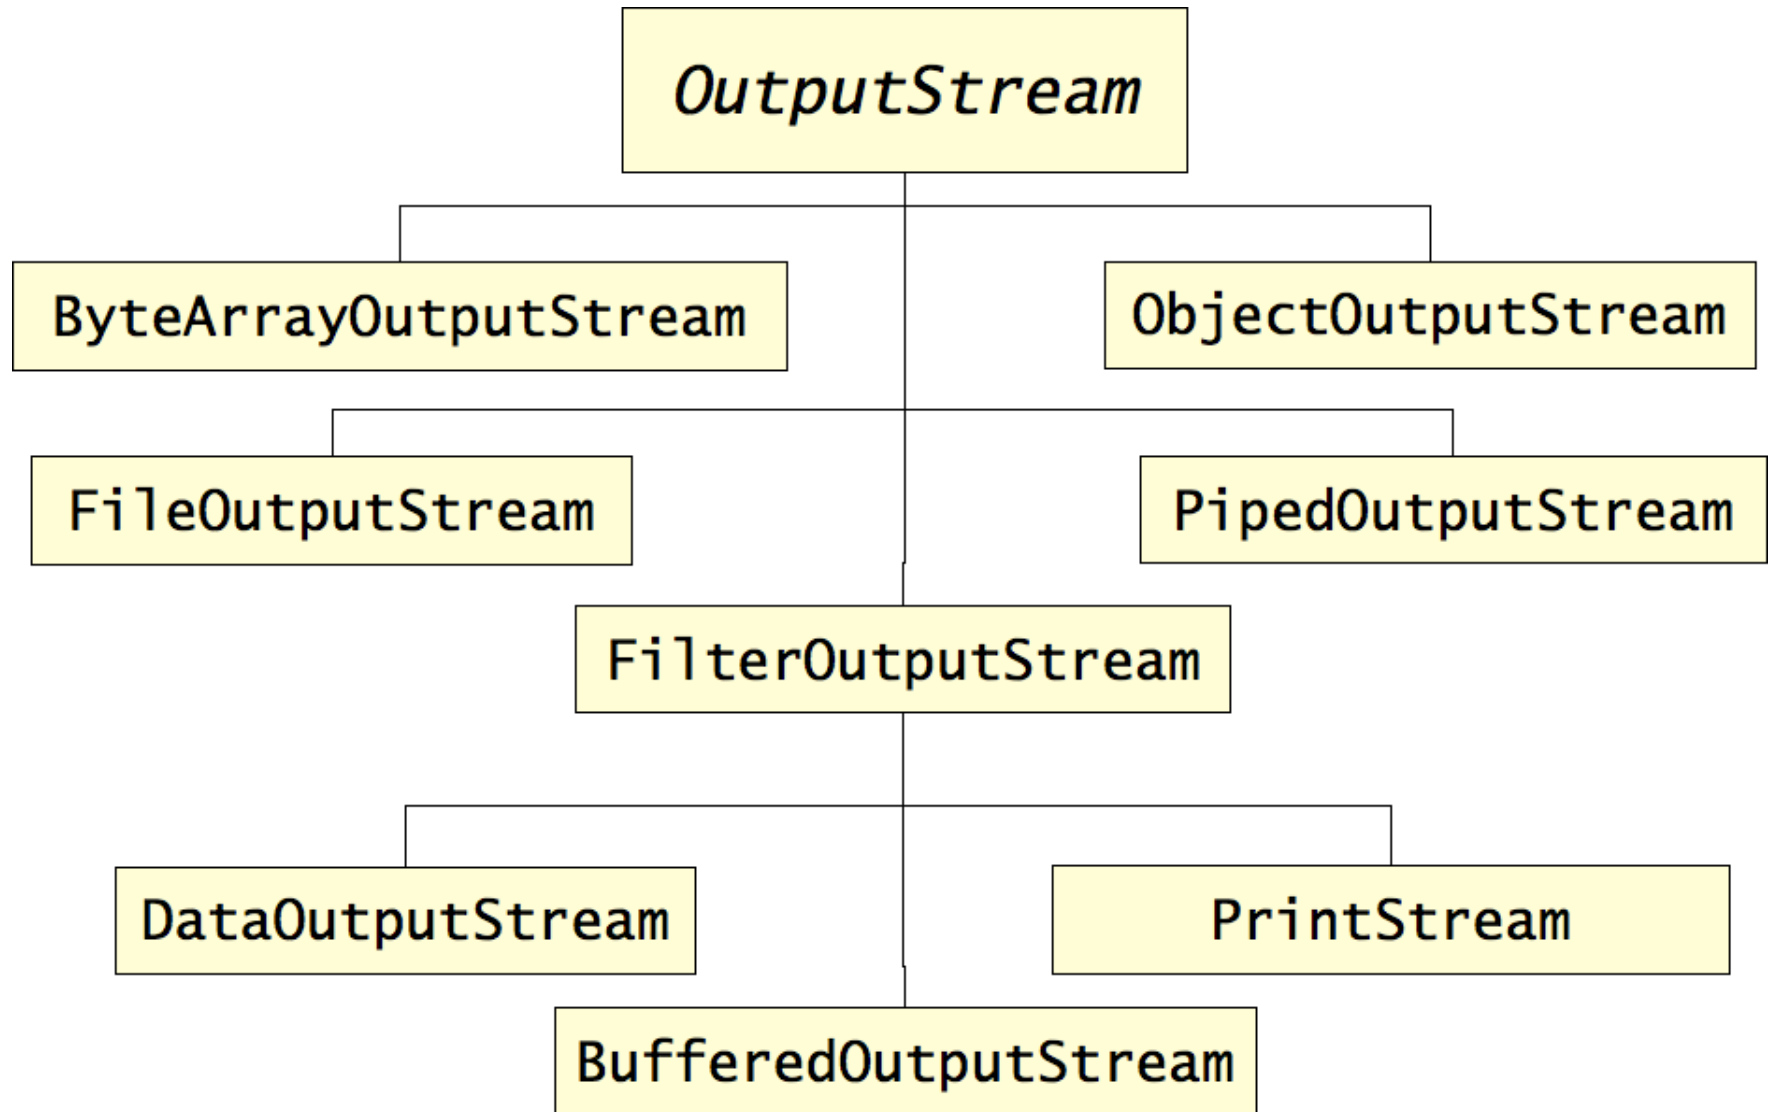 OutputStream
ByteArrayOutputStream
ObjectOutputStream
FileOutputStream
PipedOutputStream
FilterOutputStream
DataOutputStream
PrintStream
BufferedOutputStream